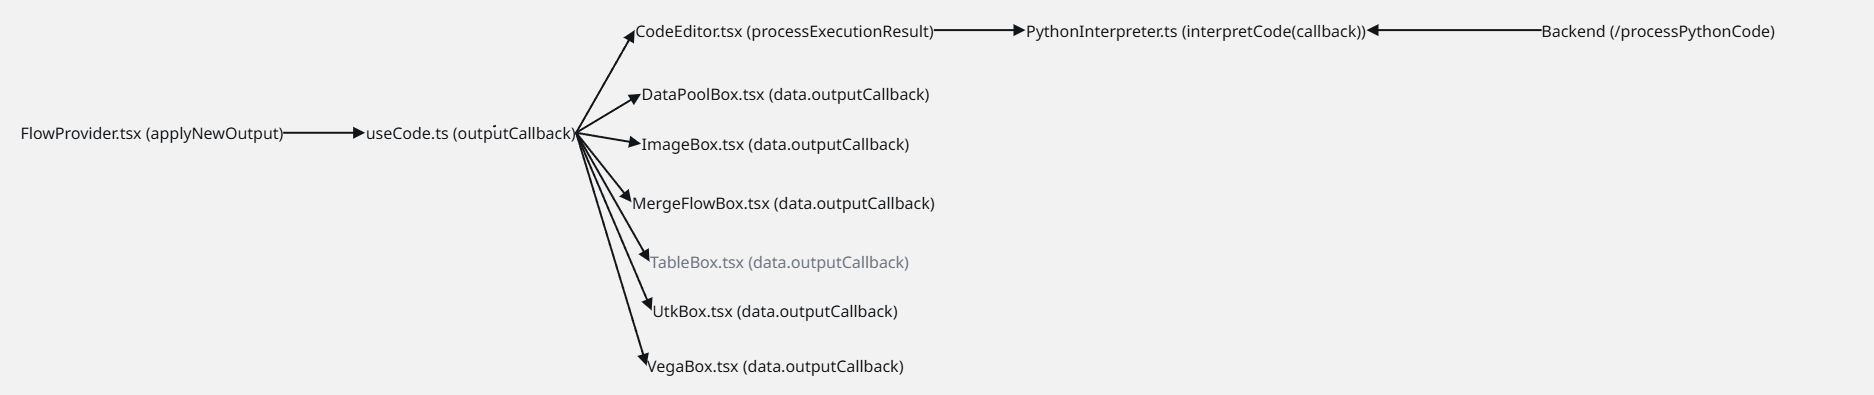 CodeEditor.tsx (processExecutionResult) PythonInterpreter.ts (interpretCode(callback)) Backend (/processPythonCode)
DataPoolBox.tsx (data.outputCallback)
FlowProvider.tsx (applyNewOutput) useCode.ts (outputCallback)
ImageBox.tsx (data.outputCallback)
MergeFlowBox.tsx (data.outputCallback)
TableBox.tsx (data.outputCallback)
UtkBox.tsx (data.outputCallback)
VegaBox.tsx (data.outputCallback)